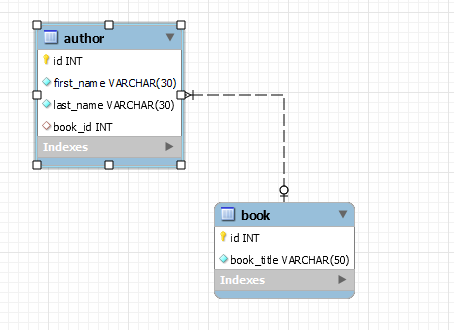 author
id INT
first_name VARCHAR(30)
last_name VARCHAR(30)
book_id INT
Indexes
book
id INT
book_title VARCHAR(50)
Indexes